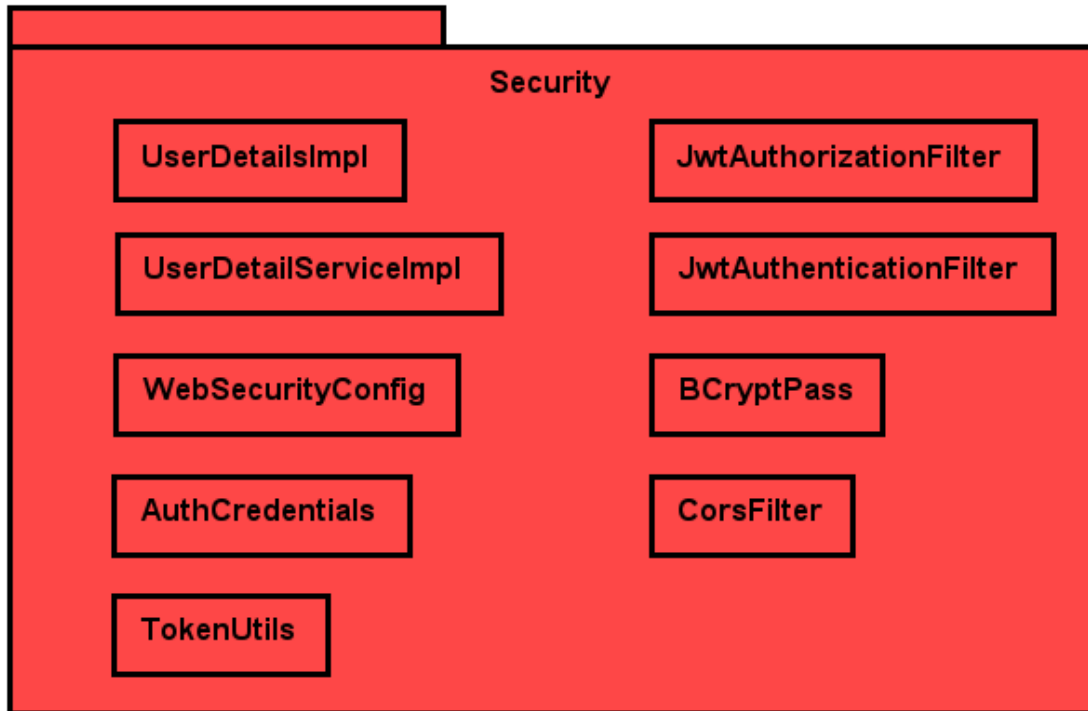 Security
UserDetailsImpl
UserDetailServiceImpl
WebSecurityConfig
AuthCredentials
TokenUtils
JwtAuthorizationFilter
JwtAuthenticationFilter
BCryptPass
CorsFilter